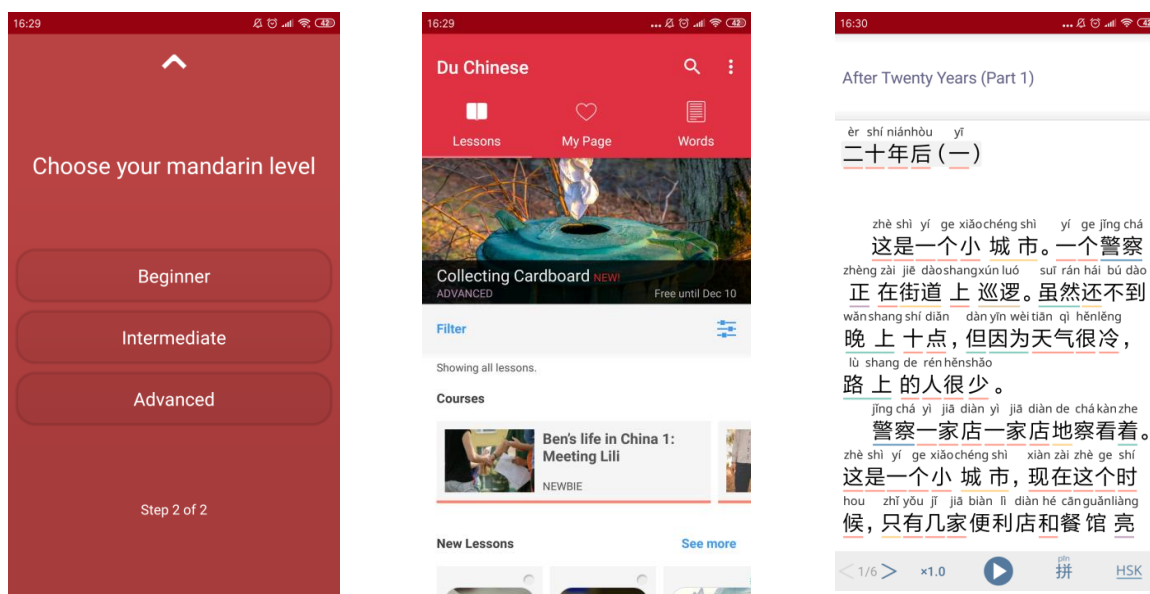 16:29
42
Choose your mandarin level
Beginner
Intermediate
Advanced
Step 2 of 2
16:29
42
Du Chinese
Lessons
My Page
Words
Collecting Cardboard NEW!
ADVANCED
Free until Dec 10
Filter
Showing all lessons.
Courses
Ben's life in China 1:
Meeting Lili
NEWBIE
New Lessons
See more
16:30
After Twenty Years (Part 1)
èr shí niánhòu yī
二十年后(一)
zhè shì yí ge xiǎochéng shì yí ge jǐng chá
这是一个小城市。一个警察
zhèng zài jiē dàoshangxún luó suī rán hái bú dào
正在街道上巡逻。虽然还不到
wǎnshang shí diǎn dàn yīn wèi tiān qì hěnlěng
晚上十点,但因为天气很冷,
lù shang de rén hěnshǎo
路上的人很少。
jǐng chá yì jiā diàn yì jiā diàn de chá kàn zhe
警察一家店一家店地察看着。
zhè shì yí ge xiǎochéng shì xiàn zài zhè ge shí
这是一个小城市,现在这个时
hou zhǐ yǒu jǐ jiā biàn lì diàn hé cānguǎnliàng
候,只有几家便利店和餐馆亮
1/6
×1.0
pīn
拼
HSK